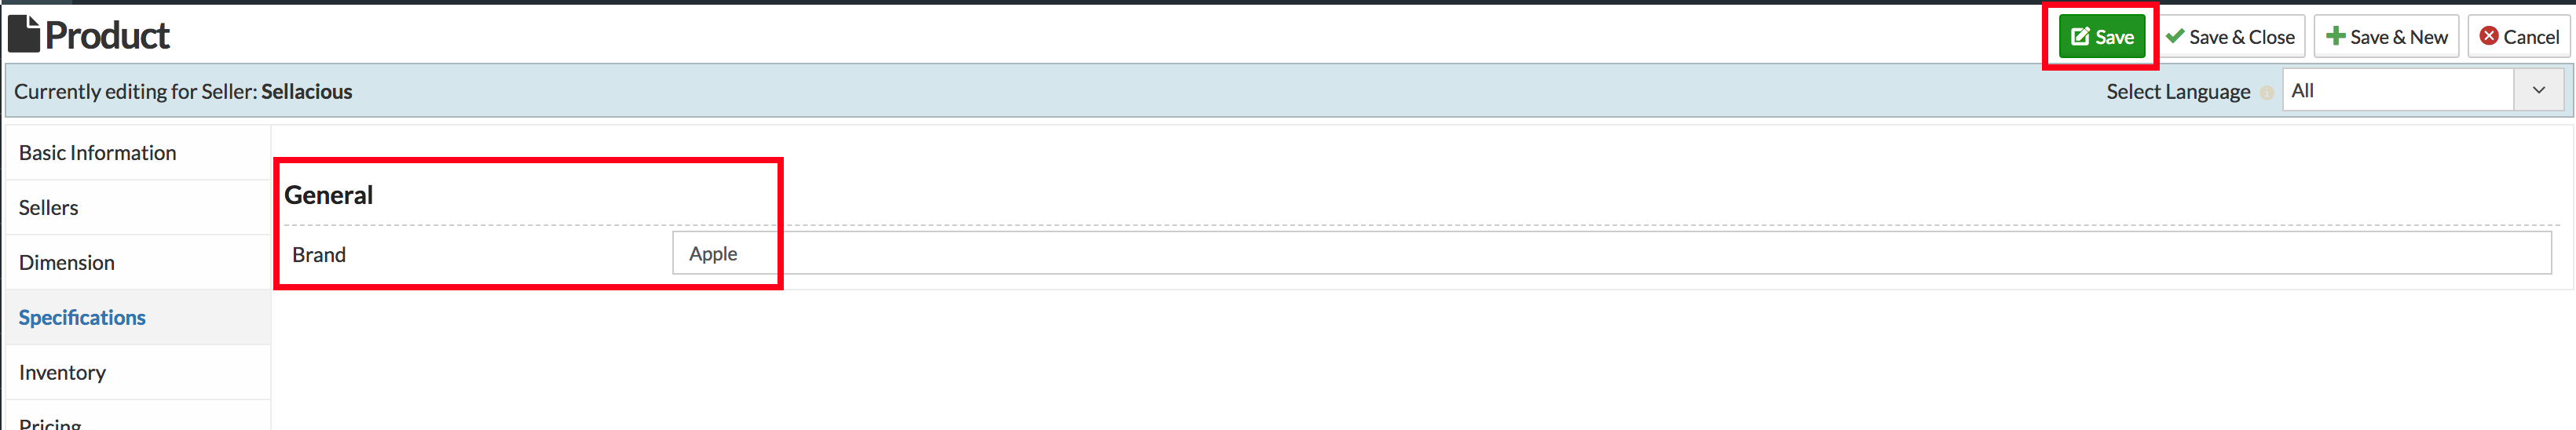 Product
Save
Save & Close
Save & New
Cancel
Currently editing for Seller: Sellacious
Select Language
All
Basic Information
Sellers
Dimension
Specifications
Inventory
Pricing
General
Brand
Apple